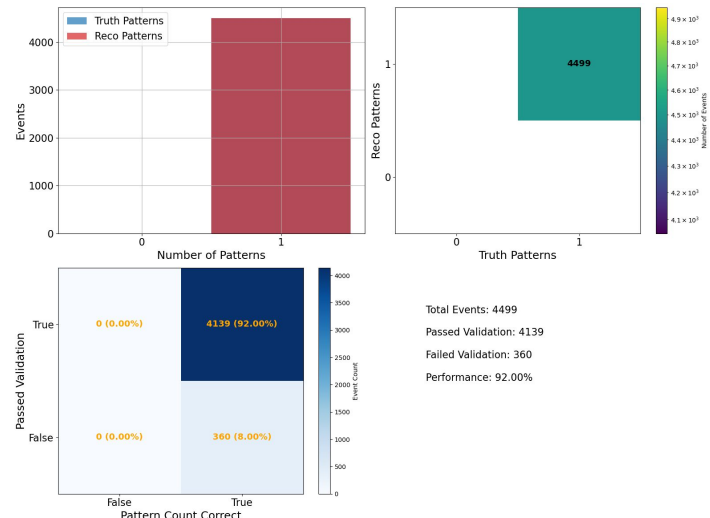 Truth Patterns
Reco Patterns
4000
3000
2000
1000
0
Events
0 1
Number of Patterns
4499
1
0
Reco Patterns
0 1
Truth Patterns
4.9 × 10³
4.8 × 10³
4.7 × 10³
4.6 × 10³
4.5 × 10³
4.4 × 10³
4.3 × 10³
4.2 × 10³
4.1 × 10³
Number of Events
True
False
Passed Validation
0 (0.00%) 4139 (92.00%)
0 (0.00%) 360 (8.00%)
False True
Pattern Count Correct
4000
3500
3000
2500
2000
1500
1000
500
0
Event Count
Total Events: 4499
Passed Validation: 4139
Failed Validation: 360
Performance: 92.00%